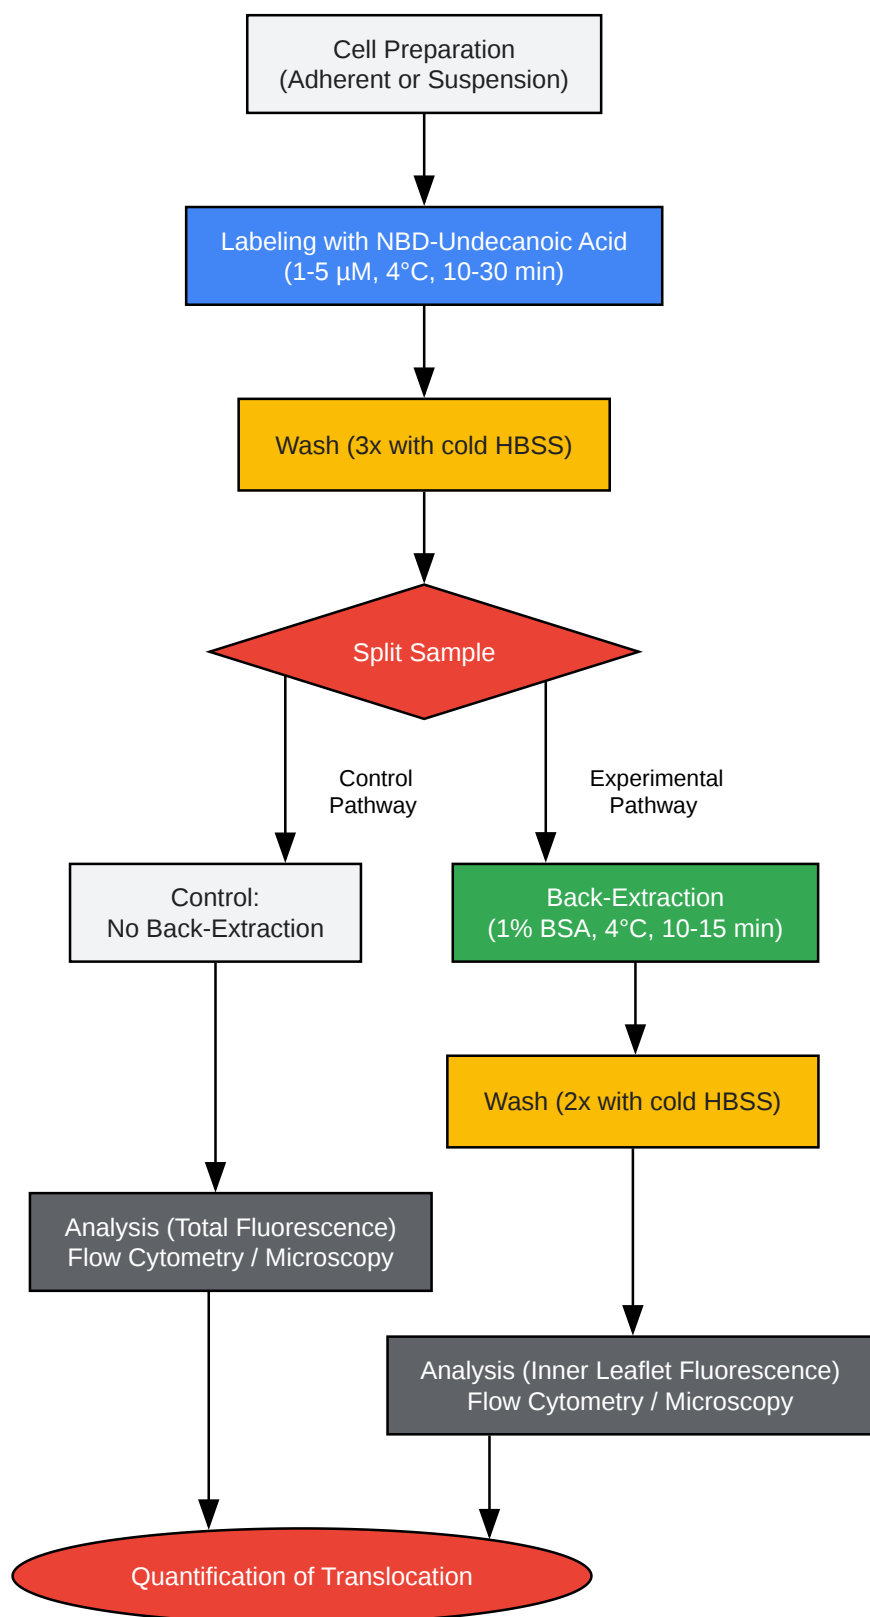 Cell Preparation
(Adherent or Suspension)
Labeling with NBD-Undecanoic Acid
(1-5 µM, 4°C, 10-30 min)
Wash (3x with cold HBSS)
Split Sample
Control
Pathway
Experimental
Pathway
Control:
No Back-Extraction
Back-Extraction
(1% BSA, 4°C, 10-15 min)
Wash (2x with cold HBSS)
Analysis (Total Fluorescence)
Flow Cytometry / Microscopy
Analysis (Inner Leaflet Fluorescence)
Flow Cytometry / Microscopy
Quantification of Translocation